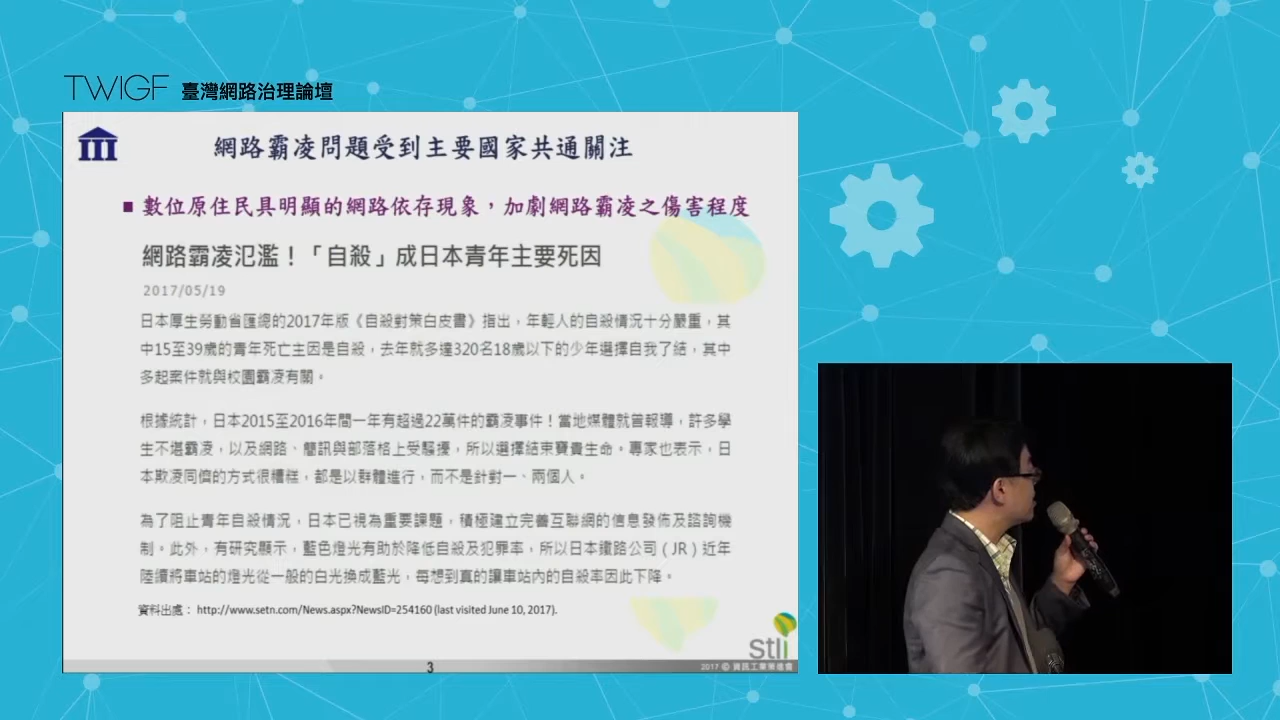 TWIGF 臺灣網路治理論壇
網路霸凌問題受到主要國家共通關注
■ 數位原住民具明顯的網路依存現象，加劇網路霸凌之傷害程度
網路霸凌氾濫！「自殺」成日本青年主要死因
2017/05/19
日本厚生勞動省匯總的2017年版《自殺對策白皮書》指出，年輕人的自殺情況十分嚴重，其
中15至39歲的青年死亡主因是自殺，去年就多達320名18歲以下的少年選擇自我了結，其中
多起案件就與校園霸凌有關。
根據統計，日本2015至2016年間一年有超過22萬件的霸凌事件！當地媒體就曾報導，許多學
生不堪霸凌，以及網路、簡訊與部落格上受騷擾，所以選擇結束寶貴生命。專家也表示，日
本欺凌同儕的方式很糟糕，都是以群體進行，而不是針對一、兩個人。
為了阻止青年自殺情況，日本已視為重要課題，積極建立完善互聯網的信息發佈及諮詢機
制。此外，有研究顯示，藍色燈光有助於降低自殺及犯罪率，所以日本鐵路公司（JR）近年
陸續將車站的燈光從一般的白光換成藍光，每想到真的讓車站內的自殺率因此下降。
資料出處： http://www.setn.com/News.aspx?NewsID=254160 (last visited June 10, 2017).
stli
3
2017 © 資訊工業策進會